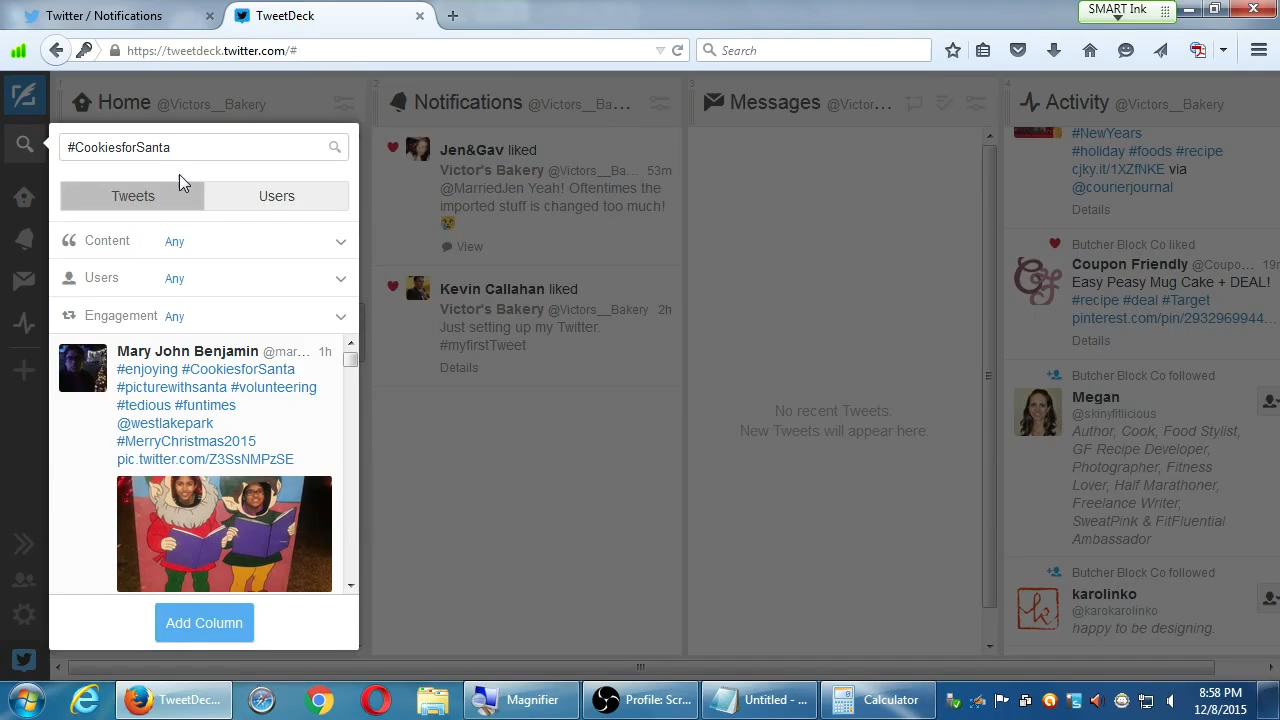 Twitter / Notifications
TweetDeck
SMART Ink
https://tweetdeck.twitter.com/#
Search
1
Home @Victors__Bakery
#CookiesforSanta
Tweets
Users
Content Any
Users Any
Engagement Any
Mary John Benjamin @mar... 1h
#enjoying #CookiesforSanta
#picturewithsanta #volunteering
#tedious #funtimes
@westlakepark
#MerryChristmas2015
pic.twitter.com/Z3SsNMPzSE
Add Column
2
Notifications @Victors__Ba...
Jen&Gav liked
Victor's Bakery @Victors__Ba... 53m
@MarriedJen Yeah! Oftentimes the
imported stuff is changed too much!
View
Kevin Callahan liked
Victor's Bakery @Victors__Bakery 2h
Just setting up my Twitter.
#myfirstTweet
Details
3
Messages @Victor...
No recent Tweets.
New Tweets will appear here.
4
Activity @Victors__Bakery
#NewYears
#holiday #foods #recipe
cjky.it/1XZfNKE via
@courierjournal
Details
Butcher Block Co liked
Coupon Friendly @Coupo... 19m
Easy Peasy Mug Cake + DEAL!
#recipe #deal #Target
pinterest.com/pin/2932969944...
Details
Butcher Block Co followed
Megan
@skinyfitlicious
Author, Cook, Food Stylist,
GF Recipe Developer,
Photographer, Fitness
Lover, Half Marathoner,
Freelance Writer,
SweatPink & FitFluential
Ambassador
Butcher Block Co followed
karolinko
@karokarolinko
happy to be designing.
TweetDec...
Magnifier
Profile: Scr...
Untitled - ...
Calculator
8:58 PM
12/8/2015